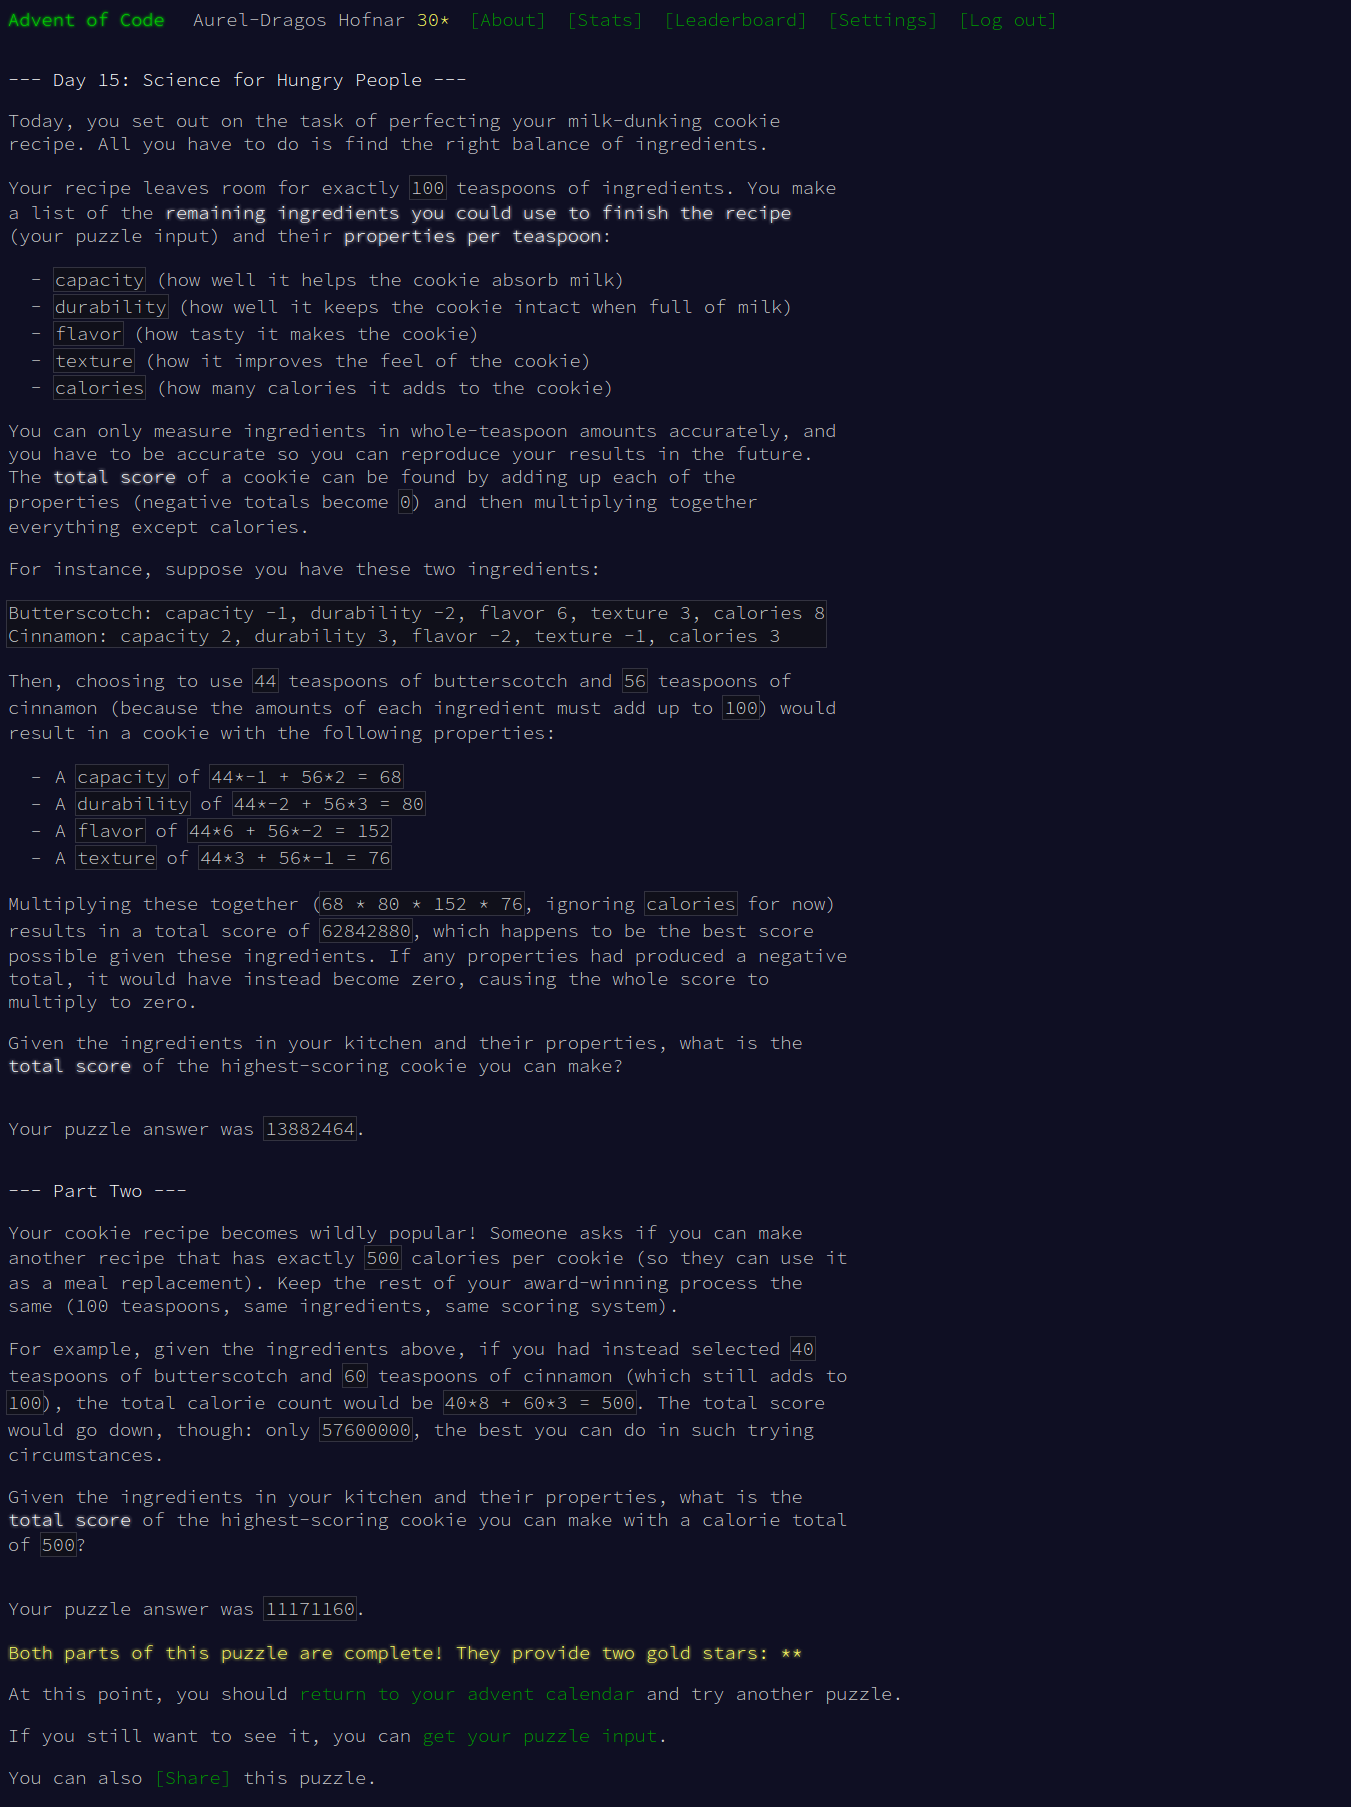 Advent of Code   Aurel-Dragos Hofnar 30*  [About]  [Stats]  [Leaderboard]  [Settings]  [Log out]
--- Day 15: Science for Hungry People ---
Today, you set out on the task of perfecting your milk-dunking cookie
recipe. All you have to do is find the right balance of ingredients.
Your recipe leaves room for exactly 100 teaspoons of ingredients. You make
a list of the remaining ingredients you could use to finish the recipe
(your puzzle input) and their properties per teaspoon:
- capacity (how well it helps the cookie absorb milk)
- durability (how well it keeps the cookie intact when full of milk)
- flavor (how tasty it makes the cookie)
- texture (how it improves the feel of the cookie)
- calories (how many calories it adds to the cookie)
You can only measure ingredients in whole-teaspoon amounts accurately, and
you have to be accurate so you can reproduce your results in the future.
The total score of a cookie can be found by adding up each of the
properties (negative totals become 0) and then multiplying together
everything except calories.
For instance, suppose you have these two ingredients:
Butterscotch: capacity -1, durability -2, flavor 6, texture 3, calories 8
Cinnamon: capacity 2, durability 3, flavor -2, texture -1, calories 3
Then, choosing to use 44 teaspoons of butterscotch and 56 teaspoons of
cinnamon (because the amounts of each ingredient must add up to 100) would
result in a cookie with the following properties:
- A capacity of 44*-1 + 56*2 = 68
- A durability of 44*-2 + 56*3 = 80
- A flavor of 44*6 + 56*-2 = 152
- A texture of 44*3 + 56*-1 = 76
Multiplying these together (68 * 80 * 152 * 76, ignoring calories for now)
results in a total score of 62842880, which happens to be the best score
possible given these ingredients. If any properties had produced a negative
total, it would have instead become zero, causing the whole score to
multiply to zero.
Given the ingredients in your kitchen and their properties, what is the
total score of the highest-scoring cookie you can make?
Your puzzle answer was 13882464.
--- Part Two ---
Your cookie recipe becomes wildly popular! Someone asks if you can make
another recipe that has exactly 500 calories per cookie (so they can use it
as a meal replacement). Keep the rest of your award-winning process the
same (100 teaspoons, same ingredients, same scoring system).
For example, given the ingredients above, if you had instead selected 40
teaspoons of butterscotch and 60 teaspoons of cinnamon (which still adds to
100), the total calorie count would be 40*8 + 60*3 = 500. The total score
would go down, though: only 57600000, the best you can do in such trying
circumstances.
Given the ingredients in your kitchen and their properties, what is the
total score of the highest-scoring cookie you can make with a calorie total
of 500?
Your puzzle answer was 11171160.
Both parts of this puzzle are complete! They provide two gold stars: **
At this point, you should return to your advent calendar and try another puzzle.
If you still want to see it, you can get your puzzle input.
You can also [Share] this puzzle.